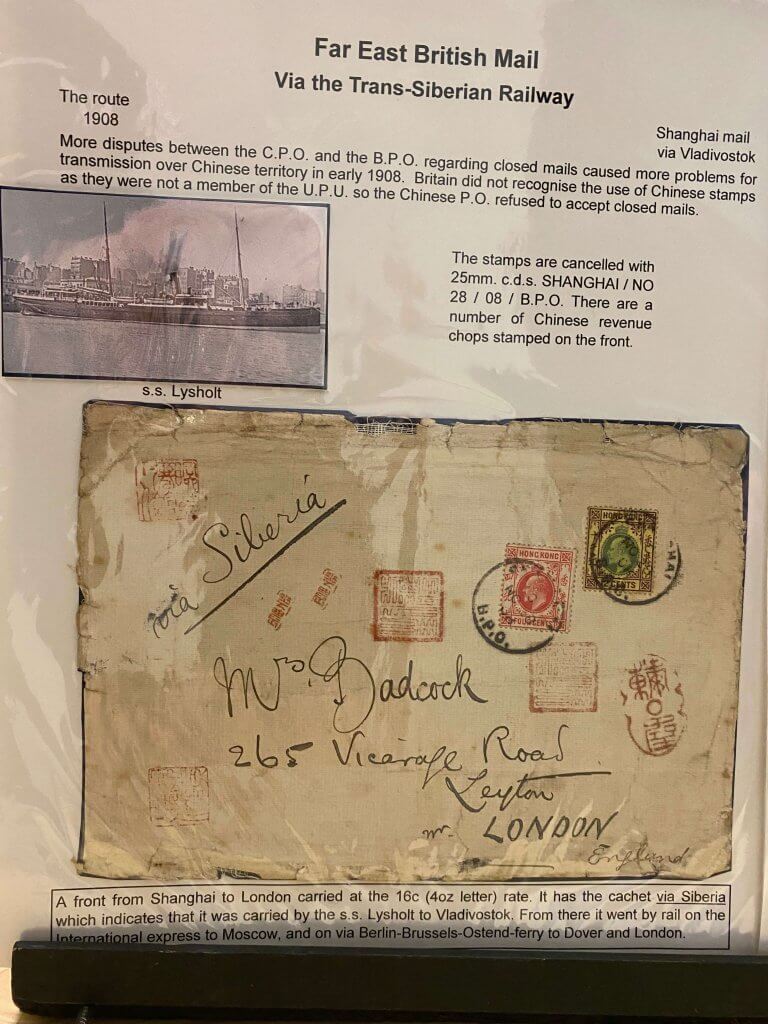 Far East British Mail
Via the Trans-Siberian Railway
The route
1908
Shanghai mail
via Vladivostok
More disputes between the C.P.O. and the B.P.O. regarding closed mails caused more problems for
transmission over Chinese territory in early 1908. Britain did not recognise the use of Chinese stamps
as they were not a member of the U.P.U. so the Chinese P.O. refused to accept closed mails.
The stamps are cancelled with
25mm. c.d.s. SHANGHAI / NO
28 / 08 / B.P.O. There are a
number of Chinese revenue
chops stamped on the front.
s.s. Lysholt
via Siberia
HONG KONG
HONG KONG
CENTS
HAI
B.P.O.
Mrs. Badcock
265 Vicarage Road
Leyton
nr. LONDON
England
A front from Shanghai to London carried at the 16c (4oz letter) rate. It has the cachet via Siberia
which indicates that it was carried by the s.s. Lysholt to Vladivostok. From there it went by rail on the
International express to Moscow, and on via Berlin-Brussels-Ostend-ferry to Dover and London.